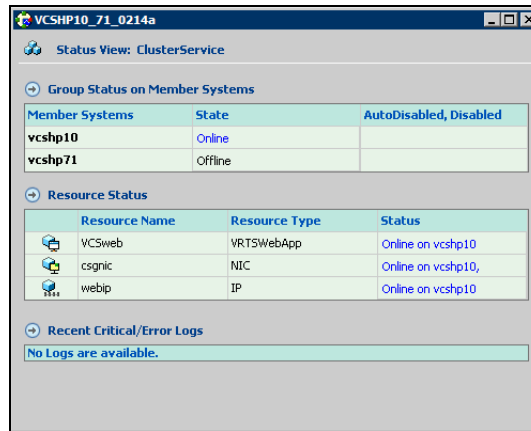 VCSHP10_71_0214a
Status View: ClusterService
Group Status on Member Systems
Member Systems State AutoDisabled, Disabled
vcshp10 Online
vcshp71 Offline
Resource Status
Resource Name Resource Type Status
VCSweb VRTSWebApp Online on vcshp10
csgnic NIC Online on vcshp10,
webip IP Online on vcshp10
Recent Critical/Error Logs
No Logs are available.